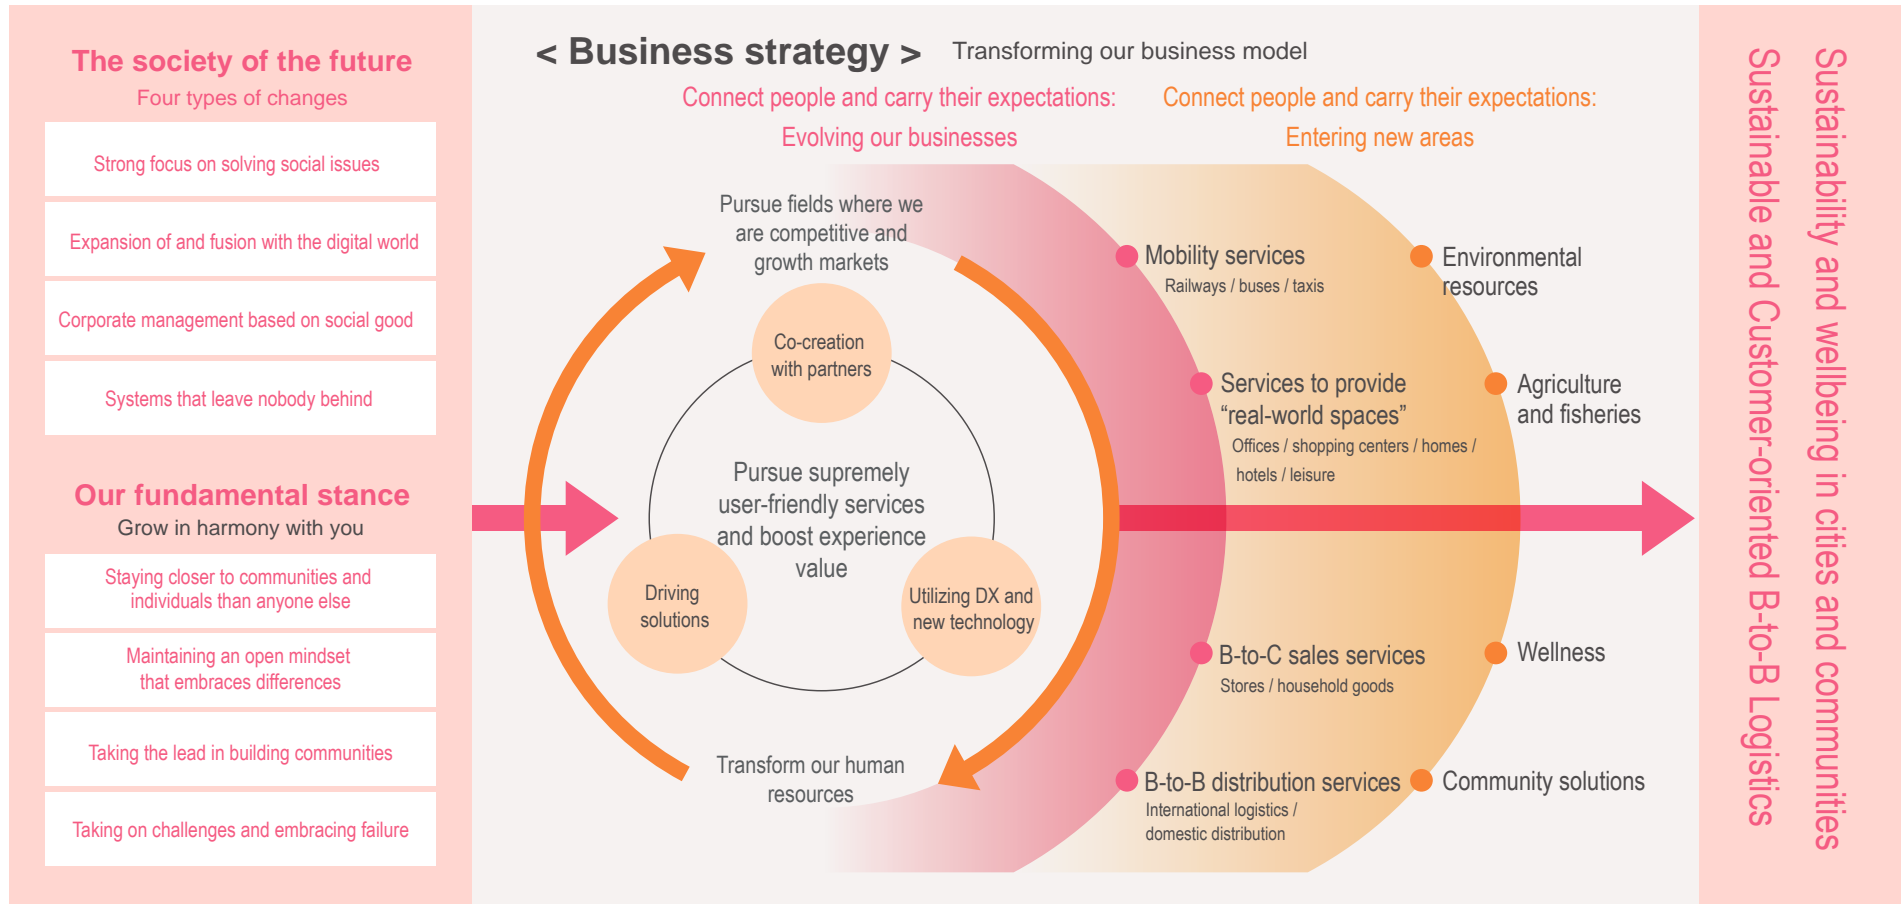 The society of the future
Four types of changes
Strong focus on solving social issues
Expansion of and fusion with the digital world
Corporate management based on social good
Systems that leave nobody behind
Our fundamental stance
Grow in harmony with you
Staying closer to communities and
individuals than anyone else
Maintaining an open mindset
that embraces differences
Taking the lead in building communities
Taking on challenges and embracing failure
< Business strategy >
Transforming our business model
Connect people and carry their expectations:
Evolving our businesses
Connect people and carry their expectations:
Entering new areas
Pursue fields where we
are competitive and
growth markets
Co-creation
with partners
Pursue supremely
user-friendly services
and boost experience
value
Driving
solutions
Utilizing DX and
new technology
Transform our human
resources
Mobility services
Railways / buses / taxis
Services to provide
“real-world spaces”
Offices / shopping centers / homes /
hotels / leisure
B-to-C sales services
Stores / household goods
B-to-B distribution services
International logistics /
domestic distribution
Environmental
resources
Agriculture
and fisheries
Wellness
Community solutions
Sustainability and wellbeing in cities and communities
Sustainable and Customer-oriented B-to-B Logistics